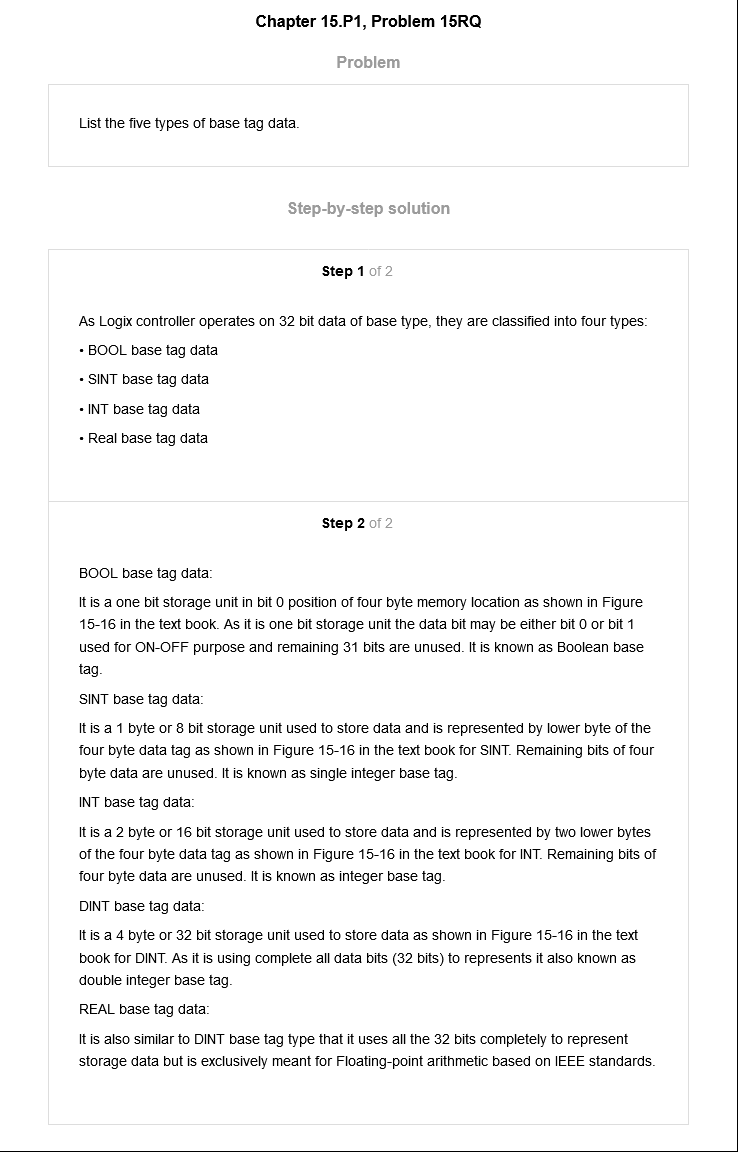 Chapter 15.P1, Problem 15RQ
Problem
List the five types of base tag data.
Step-by-step solution
Step 1 of 2
As Logix controller operates on 32 bit data of base type, they are classified into four types:
• BOOL base tag data
• SINT base tag data
• INT base tag data
• Real base tag data
Step 2 of 2
BOOL base tag data:
It is a one bit storage unit in bit 0 position of four byte memory location as shown in Figure
15-16 in the text book. As it is one bit storage unit the data bit may be either bit 0 or bit 1
used for ON-OFF purpose and remaining 31 bits are unused. It is known as Boolean base
tag.
SINT base tag data:
It is a 1 byte or 8 bit storage unit used to store data and is represented by lower byte of the
four byte data tag as shown in Figure 15-16 in the text book for SINT. Remaining bits of four
byte data are unused. It is known as single integer base tag.
INT base tag data:
It is a 2 byte or 16 bit storage unit used to store data and is represented by two lower bytes
of the four byte data tag as shown in Figure 15-16 in the text book for INT. Remaining bits of
four byte data are unused. It is known as integer base tag.
DINT base tag data:
It is a 4 byte or 32 bit storage unit used to store data as shown in Figure 15-16 in the text
book for DINT. As it is using complete all data bits (32 bits) to represents it also known as
double integer base tag.
REAL base tag data:
It is also similar to DINT base tag type that it uses all the 32 bits completely to represent
storage data but is exclusively meant for Floating-point arithmetic based on IEEE standards.